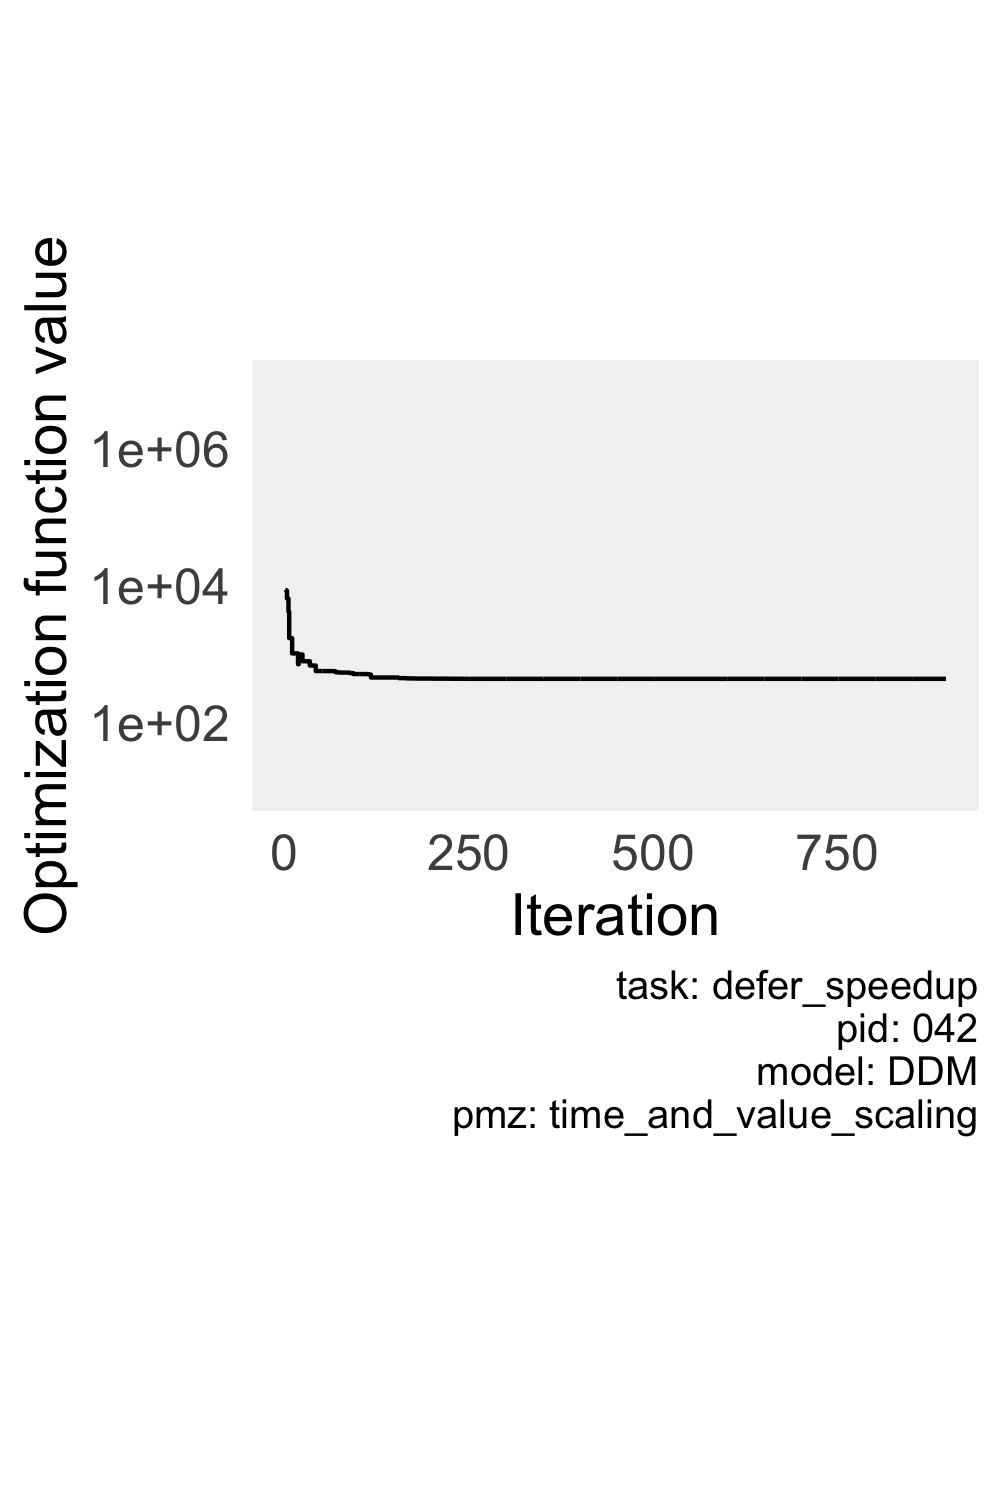 Optimization function value
1e+06
1e+04
1e+02
0 250 500 750
Iteration
task: defer_speedup
pid: 042
model: DDM
pmz: time_and_value_scaling